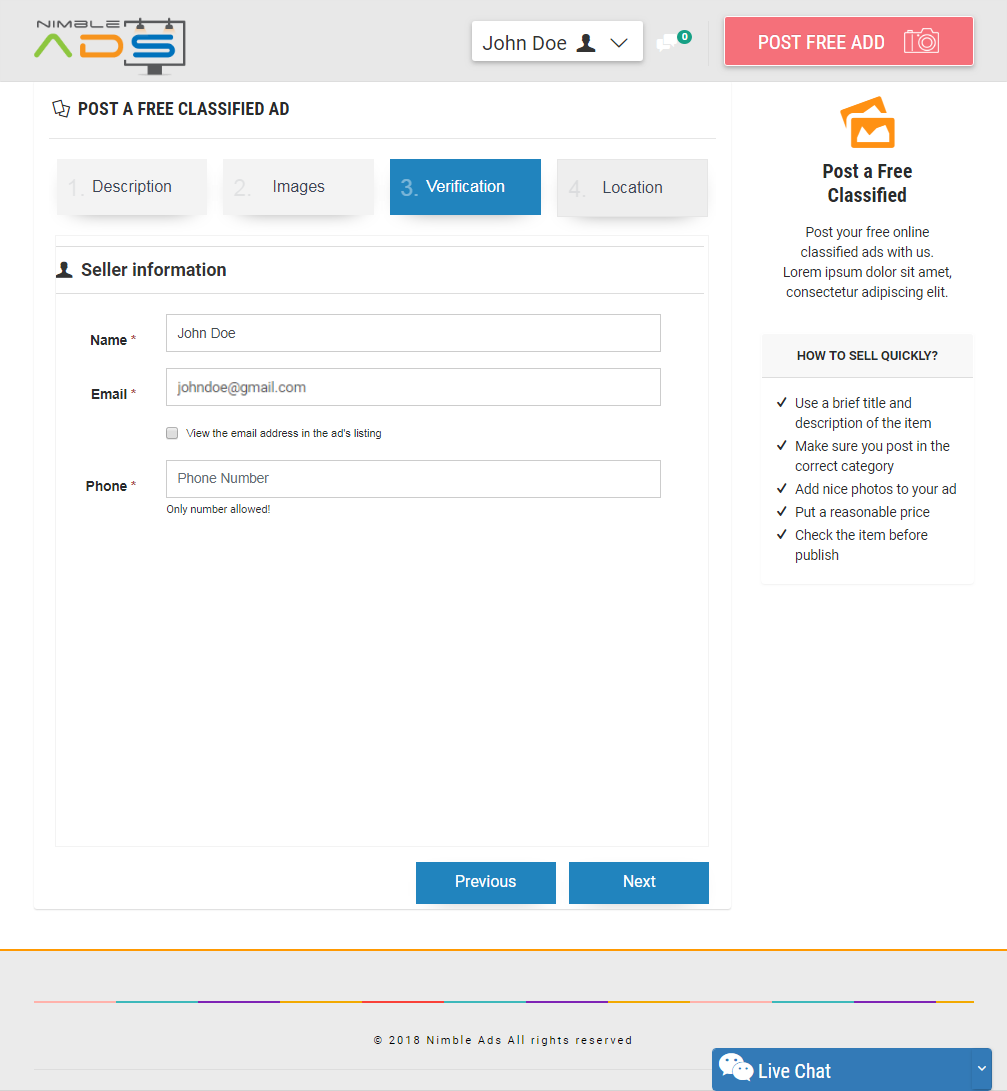 NIMBLE
ADS
John Doe
0
POST FREE ADD
POST A FREE CLASSIFIED AD
1. Description
2. Images
3. Verification
4. Location
Seller information
Name *
John Doe
Email *
johndoe@gmail.com
View the email address in the ad's listing
Phone *
Phone Number
Only number allowed!
Previous
Next
Post a Free
Classified
Post your free online
classified ads with us.
Lorem ipsum dolor sit amet,
consectetur adipiscing elit.
HOW TO SELL QUICKLY?
Use a brief title and
description of the item
Make sure you post in the
correct category
Add nice photos to your ad
Put a reasonable price
Check the item before
publish
© 2018 Nimble Ads All rights reserved
Live Chat